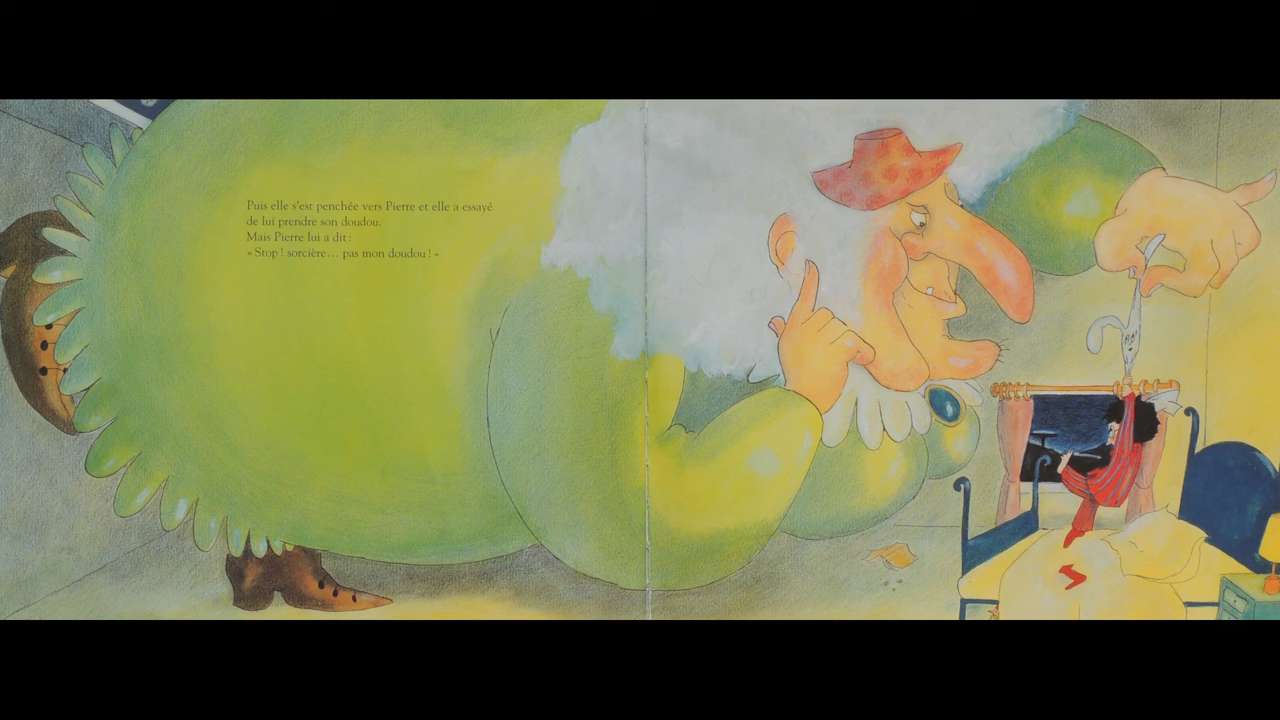 Puis elle s'est penchée vers Pierre et elle a essayé
de lui prendre son doudou.
Mais Pierre lui a dit :
« Stop ! sorcière... pas mon doudou ! »